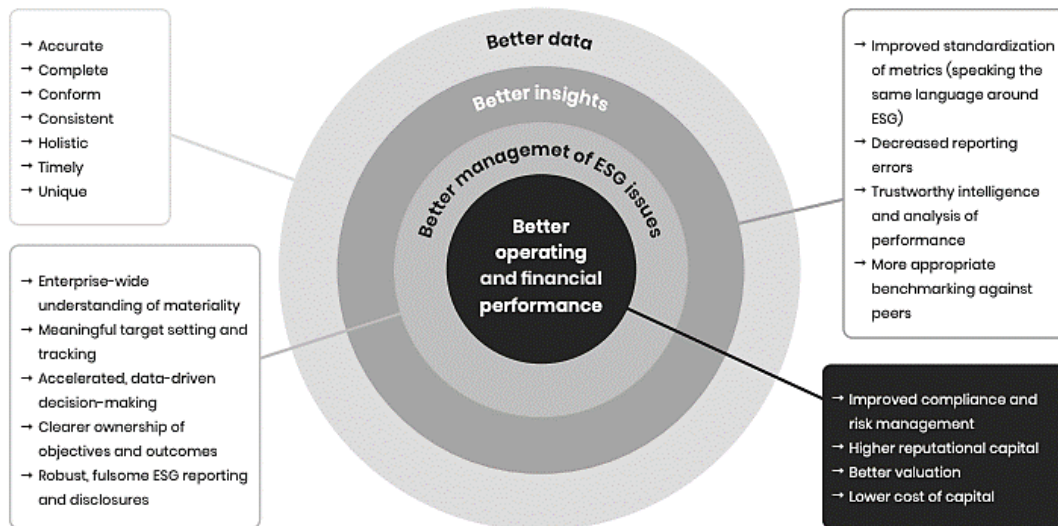 → Accurate
→ Complete
→ Conform
→ Consistent
→ Holistic
→ Timely
→ Unique
→ Enterprise-wide
understanding of materiality
→ Meaningful target setting and
tracking
→ Accelerated, data-driven
decision-making
→ Clearer ownership of
objectives and outcomes
→ Robust, fulsome ESG reporting
and disclosures
Better data
Better insights
Better managemet of ESG issues
Better
operating
and financial
performance
→ Improved standardization
of metrics (speaking the
same language around
ESG)
→ Decreased reporting
errors
→ Trustworthy intelligence
and analysis of
performance
→ More appropriate
benchmarking against
peers
→ Improved compliance and
risk management
→ Higher reputational capital
→ Better valuation
→ Lower cost of capital